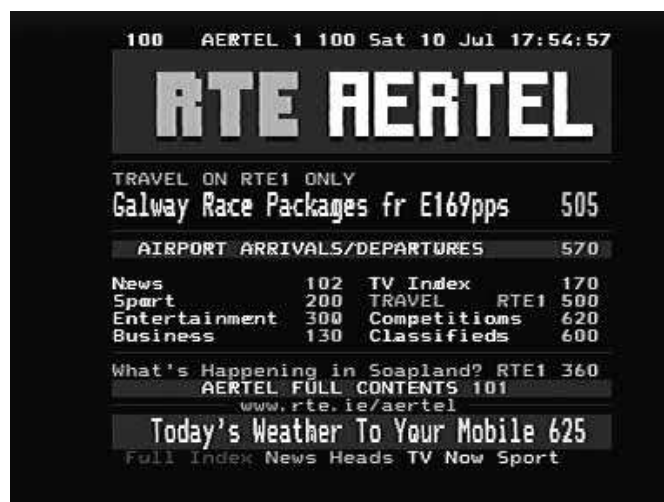 100 AERTEL 1 100 Sat 10 Jul 17:54:57
RTE AERTEL
TRAVEL ON RTE1 ONLY
Galway Race Packages fr E169pps 505
AIRPORT ARRIVALS/DEPARTURES 570
News 102 TV Index 170
Sport 200 TRAVEL RTE1 500
Entertainment 300 Competitions 620
Business 130 Classifieds 600
What's Happening in Soapland? RTE1 360
AERTEL FULL CONTENTS 101
www.rte.ie/aertel
Today's Weather To Your Mobile 625
Full Index News Heads TV Now Sport